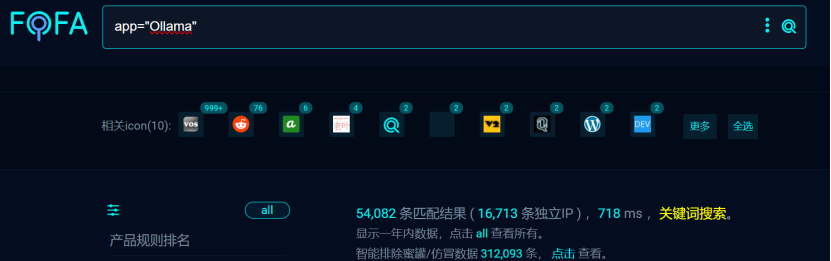 FOFA
app="Ollama"
相关icon(10): VOS 999+ 76 a 6 4 2 2 V2 2 2 2 DEV 2 更多 全选
all
54,082 条匹配结果 ( 16,713 条独立IP ) ，718 ms ，关键词搜索。
显示一年内数据，点击 all 查看所有。
产品规则排名
智能排除蜜罐/仿冒数据 312,093 条， 点击 查看。